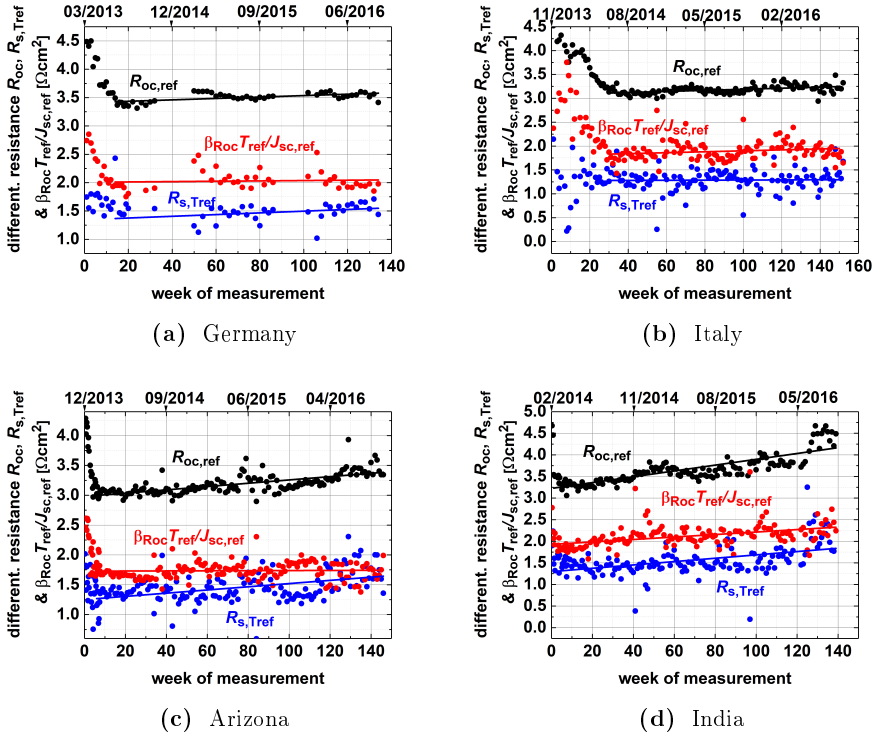 03/2013 12/2014 09/2015 06/2016
different. resistance Roc, Rs,Tref
& βRoc Tref/Jsc,ref [Ωcm2]
4.5
4.0
3.5
3.0
2.5
2.0
1.5
1.0
Roc,ref
βRocTref/Jsc,ref
Rs,Tref
0 20 40 60 80 100 120 140
week of measurement
(a) Germany
11/2013 08/2014 05/2015 02/2016
different. resistance Roc, Rs,Tref
& βRoc Tref/Jsc,ref [Ωcm2]
4.5
4.0
3.5
3.0
2.5
2.0
1.5
1.0
0.5
0.0
Roc,ref
βRocTref/Jsc,ref
Rs,Tref
0 20 40 60 80 100 120 140 160
week of measurement
(b) Italy
12/2013 09/2014 06/2015 04/2016
different. resistance Roc, Rs,Tref
& βRoc Tref/Jsc,ref [Ωcm2]
4.0
3.5
3.0
2.5
2.0
1.5
1.0
Roc,ref
βRocTref/Jsc,ref
Rs,Tref
0 20 40 60 80 100 120 140
week of measurement
(c) Arizona
02/2014 11/2014 08/2015 05/2016
different. resistance Roc, Rs,Tref
& βRoc Tref/Jsc,ref [Ωcm2]
5.0
4.5
4.0
3.5
3.0
2.5
2.0
1.5
1.0
0.5
0.0
Roc,ref
βRocTref/Jsc,ref
Rs,Tref
0 20 40 60 80 100 120 140
week of measurement
(d) India